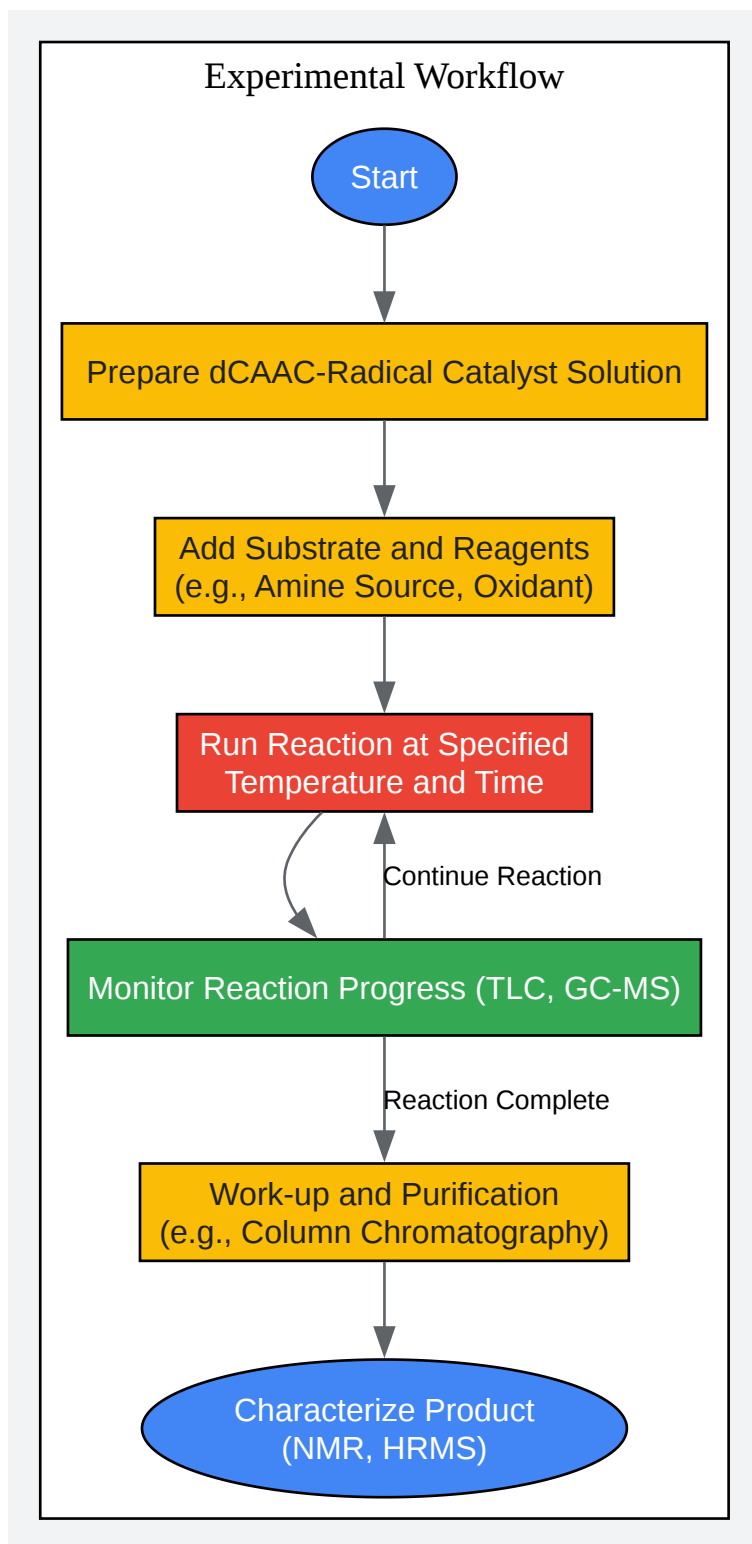 Experimental Workflow
Start
Prepare dCAAC-Radical Catalyst Solution
Add Substrate and Reagents
(e.g., Amine Source, Oxidant)
Run Reaction at Specified
Temperature and Time
Continue Reaction
Monitor Reaction Progress (TLC, GC-MS)
Reaction Complete
Work-up and Purification
(e.g., Column Chromatography)
Characterize Product
(NMR, HRMS)